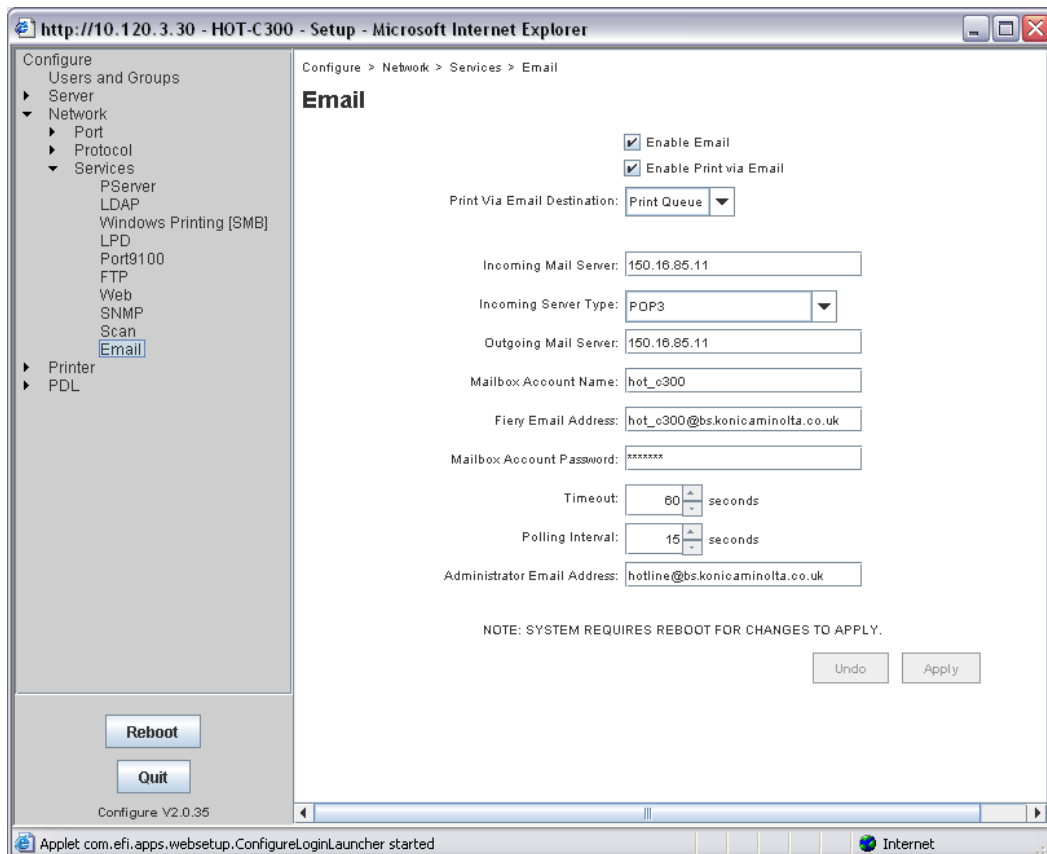 http://10.120.3.30 - HOT-C300 - Setup - Microsoft Internet Explorer
Configure
Users and Groups
Server
Network
Port
Protocol
Services
PServer
LDAP
Windows Printing [SMB]
LPD
Port9100
FTP
Web
SNMP
Scan
Email
Printer
PDL
Reboot
Quit
Configure V2.0.35
Configure > Network > Services > Email
Email
Enable Email
Enable Print via Email
Print Via Email Destination: Print Queue
Incoming Mail Server: 150.16.85.11
Incoming Server Type: POP3
Outgoing Mail Server: 150.16.85.11
Mailbox Account Name: hot_c300
Fiery Email Address: hot_c300@bs.konicaminolta.co.uk
Mailbox Account Password: *******
Timeout: 60 seconds
Polling Interval: 15 seconds
Administrator Email Address: hotline@bs.konicaminolta.co.uk
NOTE: SYSTEM REQUIRES REBOOT FOR CHANGES TO APPLY.
Undo Apply
Applet com.efi.apps.websetup.ConfigureLoginLauncher started Internet